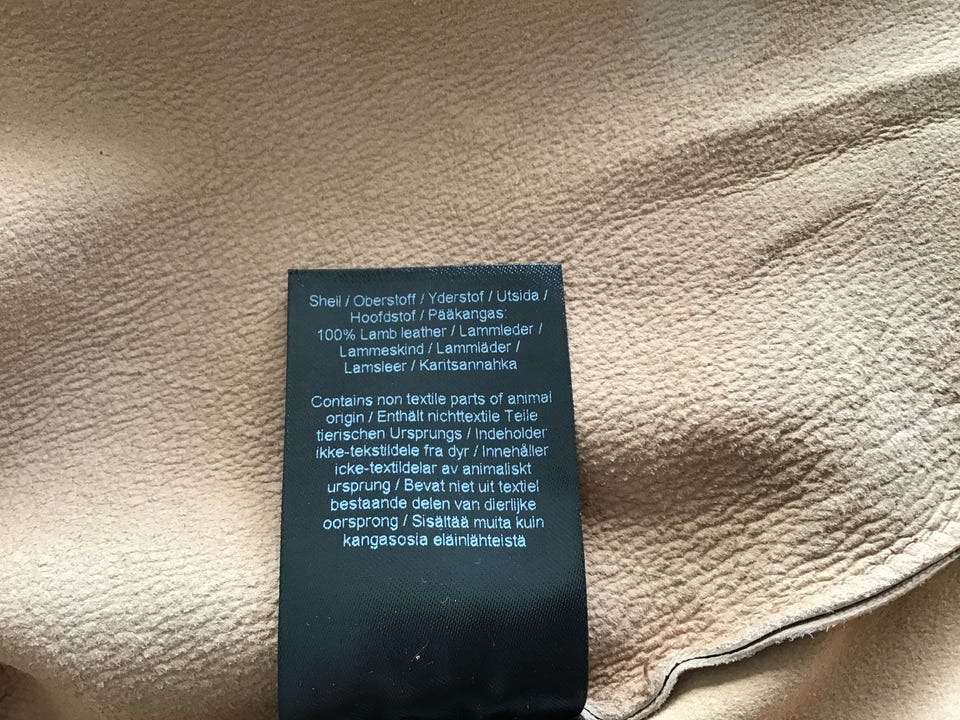 Shell / Oberstoff / Yderstof / Utsida /
Hoofdstof / Pääkangas:
100% Lamb leather / Lammleder /
Lammeskind / Lammläder /
Lamsleer / Karitsannahka
Contains non textile parts of animal
origin / Enthält nichttextile Teile
tierischen Ursprungs / Indeholder
ikke-tekstildele fra dyr / Innehåller
icke-textildelar av animaliskt
ursprung / Bevat niet uit textiel
bestaande delen van dierlijke
oorsprong / Sisältää muita kuin
kangasosia eläinlähteistä